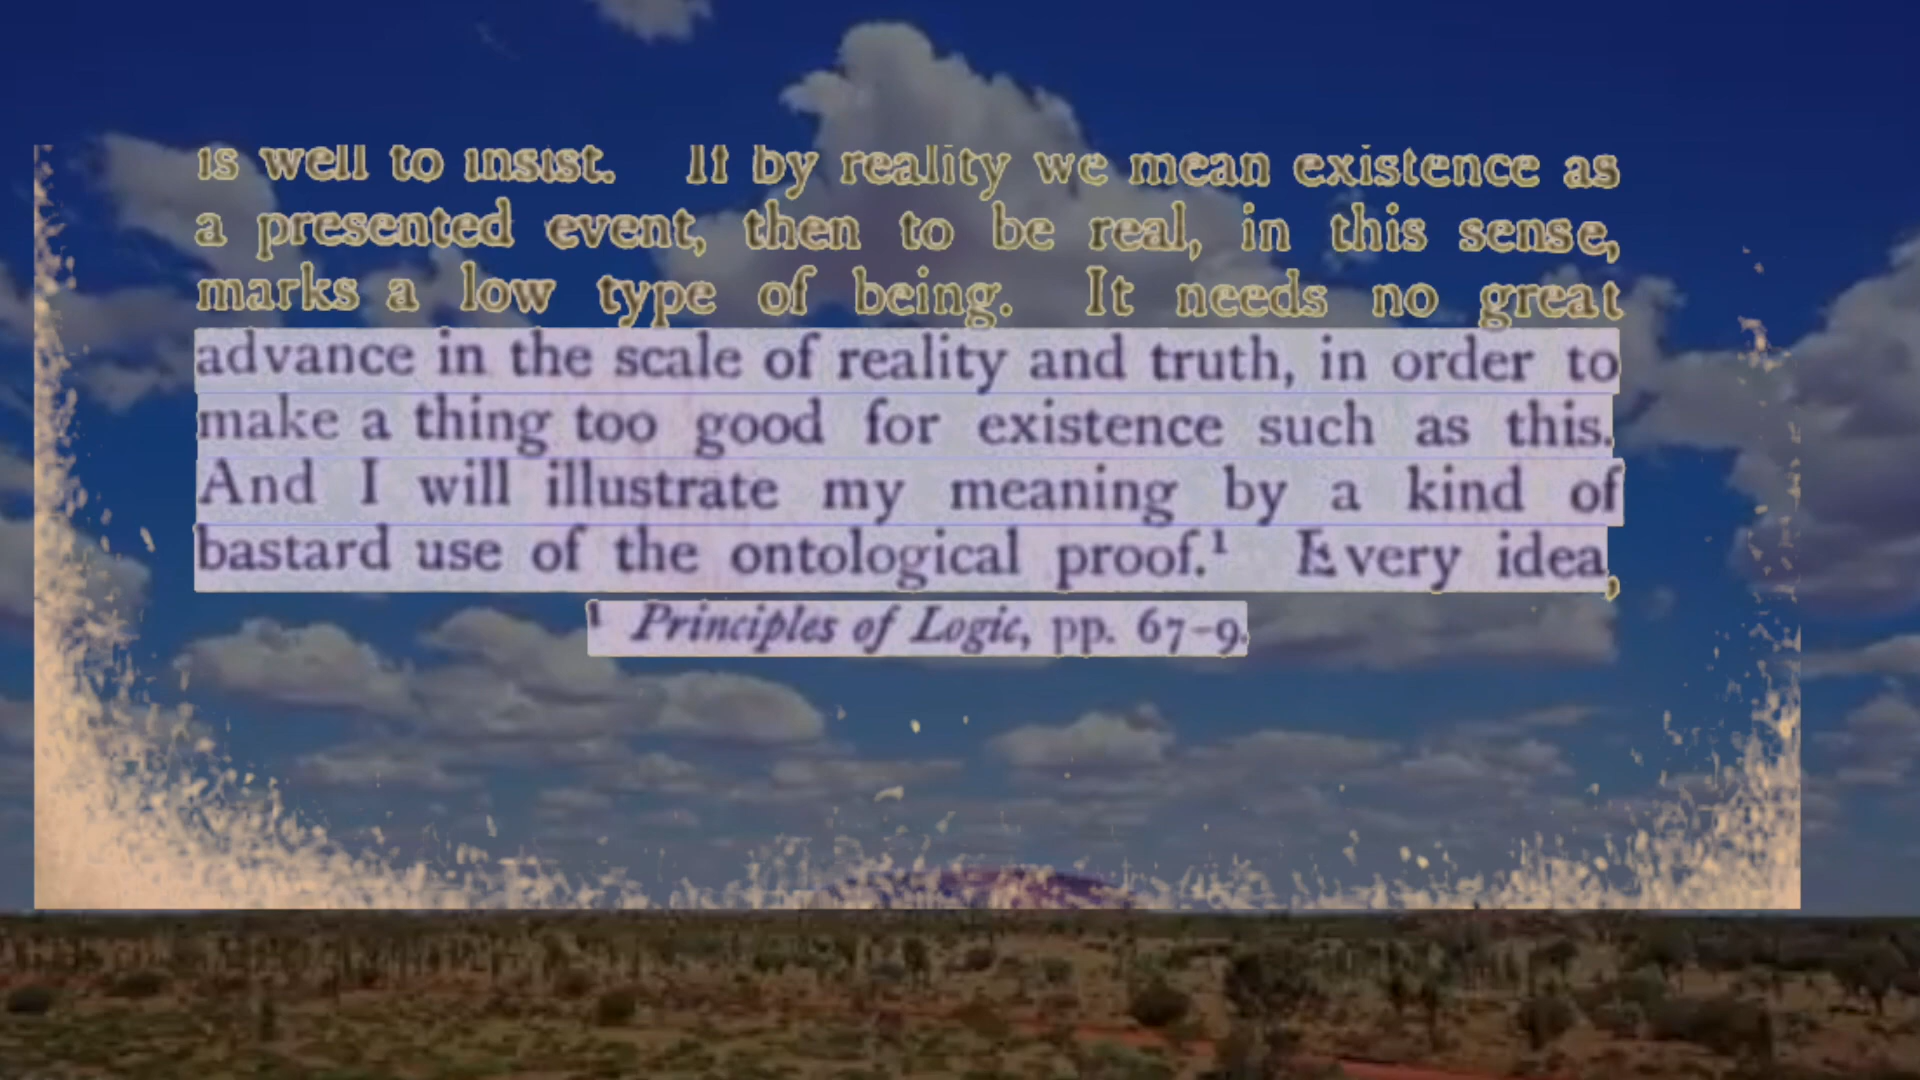 is well to insist. If by reality we mean existence as
a presented event, then to be real, in this sense,
marks a low type of being. It needs no great
advance in the scale of reality and truth, in order to
make a thing too good for existence such as this.
And I will illustrate my meaning by a kind of
bastard use of the ontological proof.¹ Every idea,
¹ Principles of Logic, pp. 67-9.